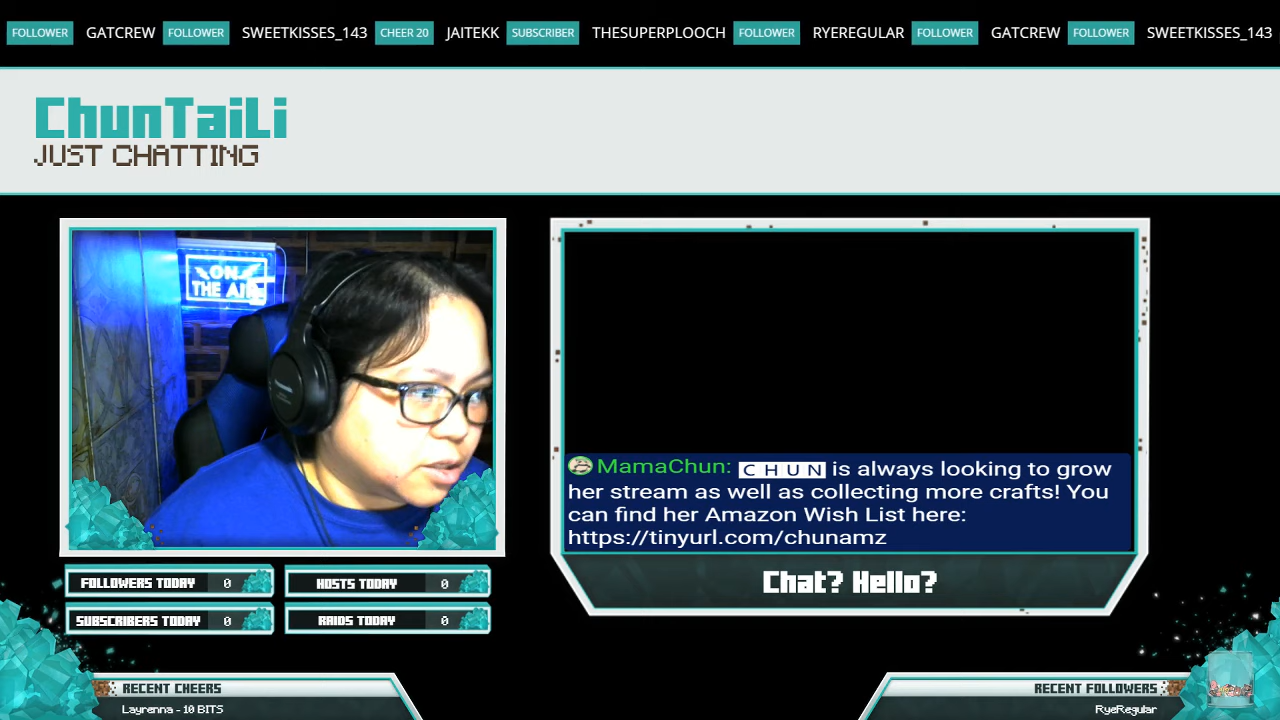 FOLLOWER GATCREW FOLLOWER SWEETKISSES_143 CHEER 20 JAITEKK SUBSCRIBER THESUPERPLOOCH FOLLOWER RYEREGULAR FOLLOWER GATCREW FOLLOWER SWEETKISSES_143
ChunTaiLi
JUST CHATTING
ON
THE AIR
MamaChun: CHUN is always looking to grow
her stream as well as collecting more crafts! You
can find her Amazon Wish List here:
https://tinyurl.com/chunamz
Chat? Hello?
FOLLOWERS TODAY 0
HOSTS TODAY 0
SUBSCRIBERS TODAY 0
RAIDS TODAY 0
RECENT CHEERS
Layrenna - 10 BITS
RECENT FOLLOWERS
RyeRegular